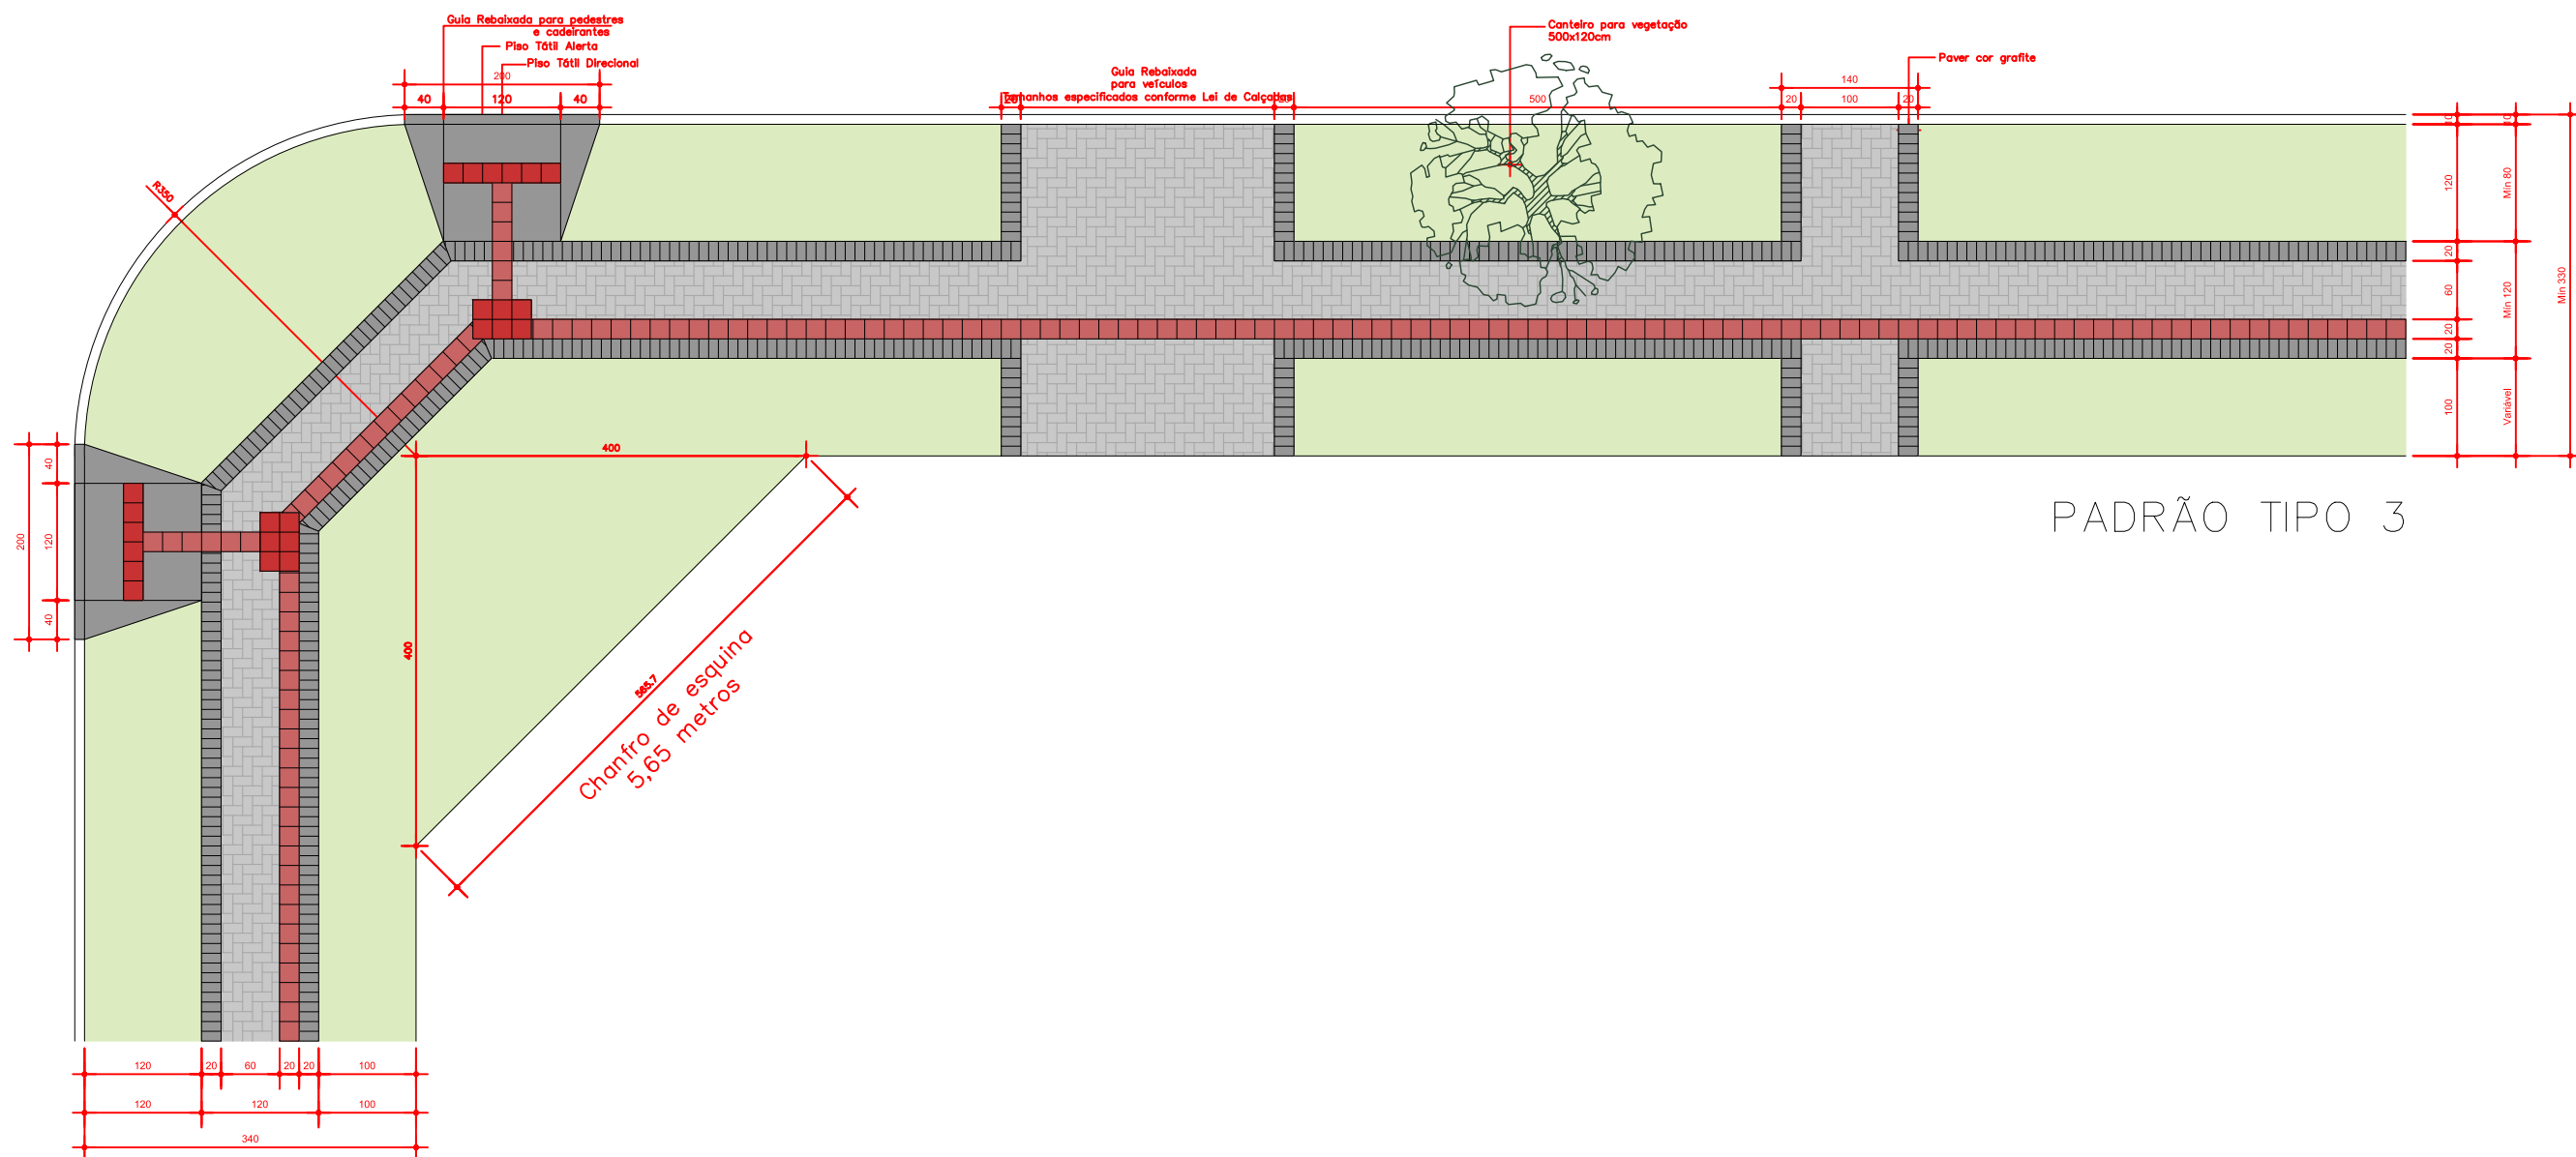 Guia Rebaixada para pedestres
e cadeirantes
Piso Tátil Alerta
Piso Tátil Direcional
200
40
120
40
Guia Rebaixada
para veículos
Tamanhos especificados conforme Lei de Calçadas
20
Canteiro para vegetação
500x120cm
500
Paver cor grafite
140
20
100
20
10
120
20
60
20
20
100
10
Mín 80
Mín 120
Variável
Mín 330
R350
PADRÃO TIPO 3
400
400
565.7
Chanfro de esquina
5,65 metros
200
40
120
40
120
20
60
20
20
100
120
120
100
340